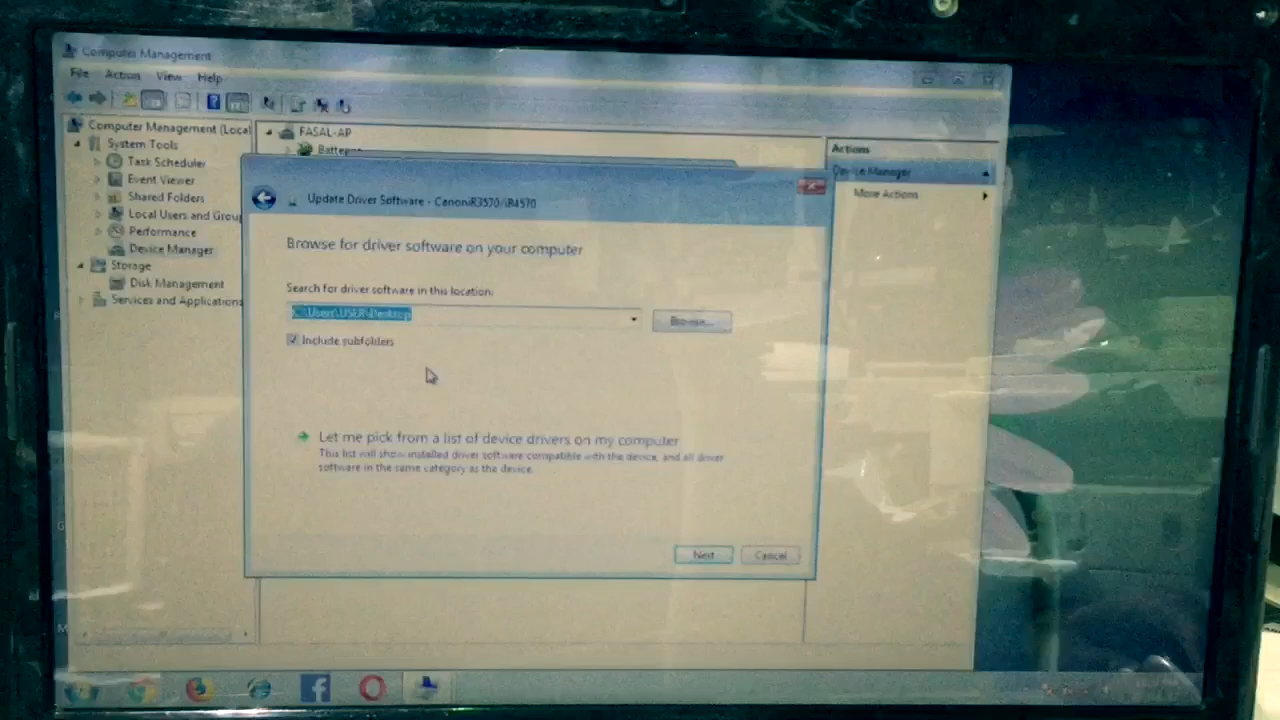 Computer Management
File Action View Help
Computer Management (Local
System Tools
Task Scheduler
Event Viewer
Shared Folders
Local Users and Group
Performance
Device Manager
Storage
Disk Management
Services and Applications
FASAL-AP
Batteries
Actions
Device Manager
More Actions
Update Driver Software - CanoniR3570/iR4570
Browse for driver software on your computer
Search for driver software in this location:
C:\Users\USER\Desktop
Browse...
Include subfolders
Let me pick from a list of device drivers on my computer
This list will show installed driver software compatible with the device, and all driver
software in the same category as the device.
Next Cancel